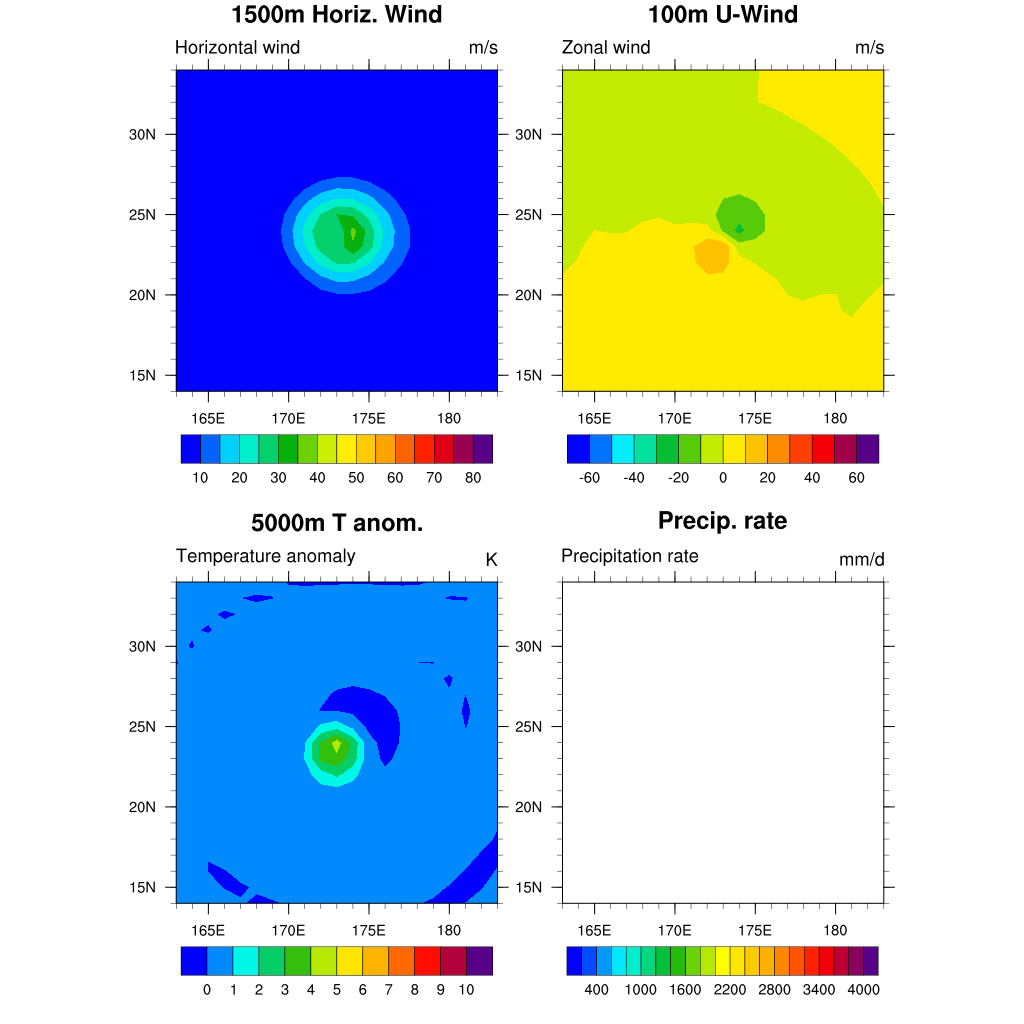 1500m Horiz. Wind
Horizontal wind m/s
30N
25N
20N
15N
165E 170E 175E 180
10 20 30 40 50 60 70 80
100m U-Wind
Zonal wind m/s
30N
25N
20N
15N
165E 170E 175E 180
-60 -40 -20 0 20 40 60
5000m T anom.
Temperature anomaly K
30N
25N
20N
15N
165E 170E 175E 180
0 1 2 3 4 5 6 7 8 9 10
Precip. rate
Precipitation rate mm/d
30N
25N
20N
15N
165E 170E 175E 180
400 1000 1600 2200 2800 3400 4000